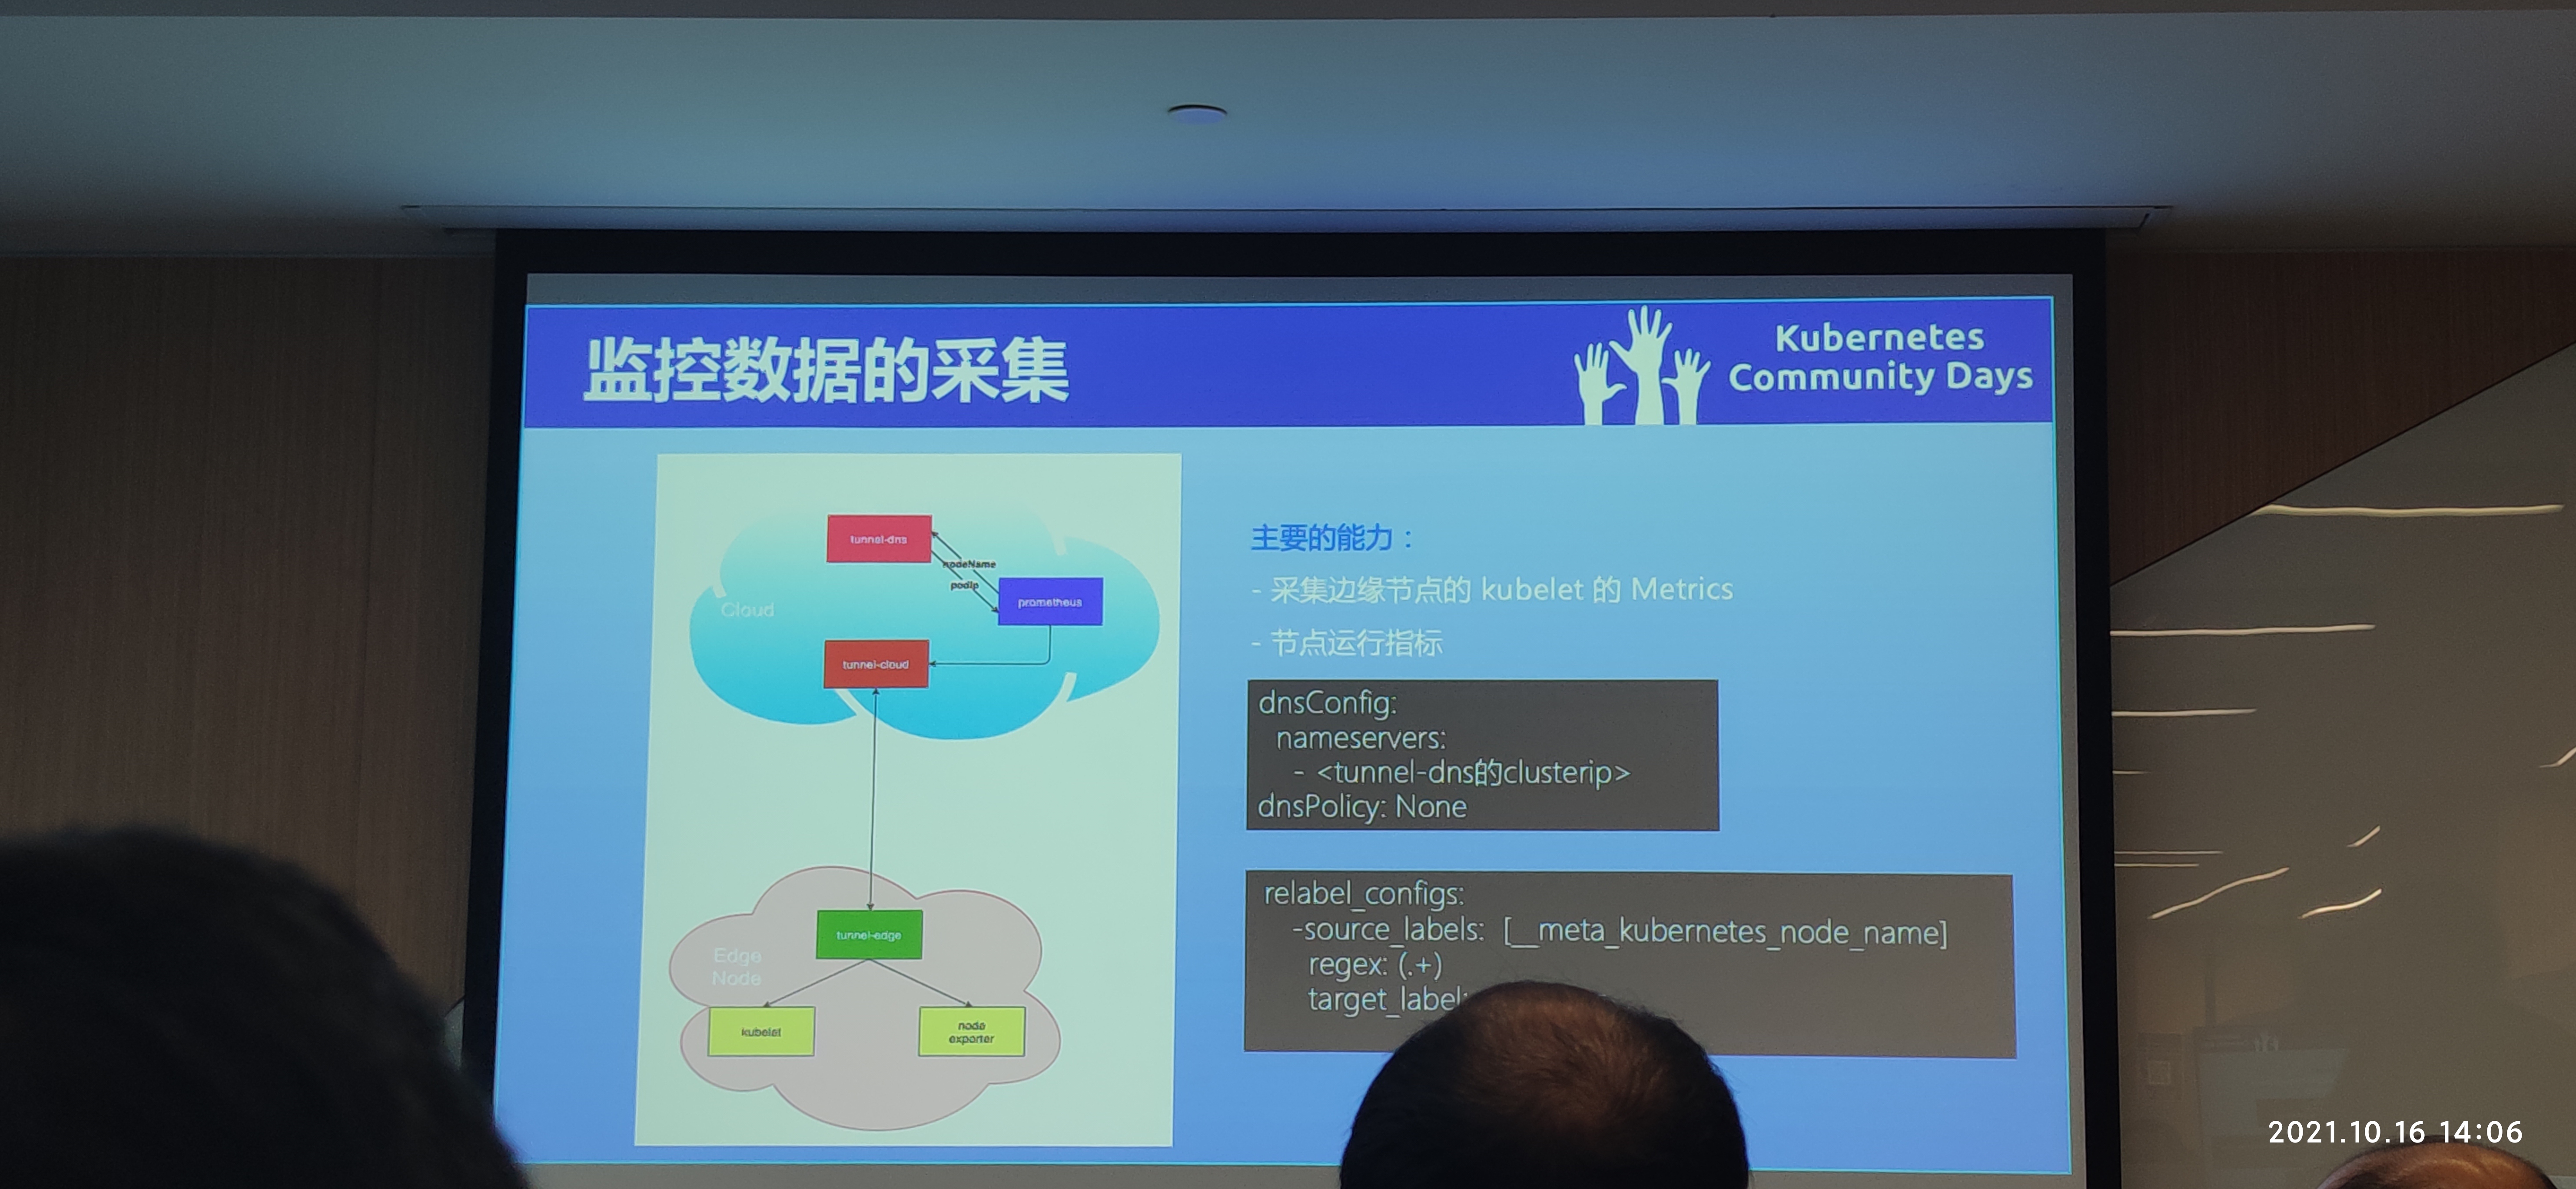 监控数据的采集
Kubernetes
Community Days
tunnel-dns
nodeName
podIp
prometheus
Cloud
tunnel-cloud
tunnel-edge
Edge
Node
kubelet
node
exporter
主要的能力：
- 采集边缘节点的 kubelet 的 Metrics
- 节点运行指标
dnsConfig:
nameservers:
- <tunnel-dns的clusterip>
dnsPolicy: None
relabel_configs:
-source_labels: [__meta_kubernetes_node_name]
regex: (.+)
target_label:
2021.10.16 14:06